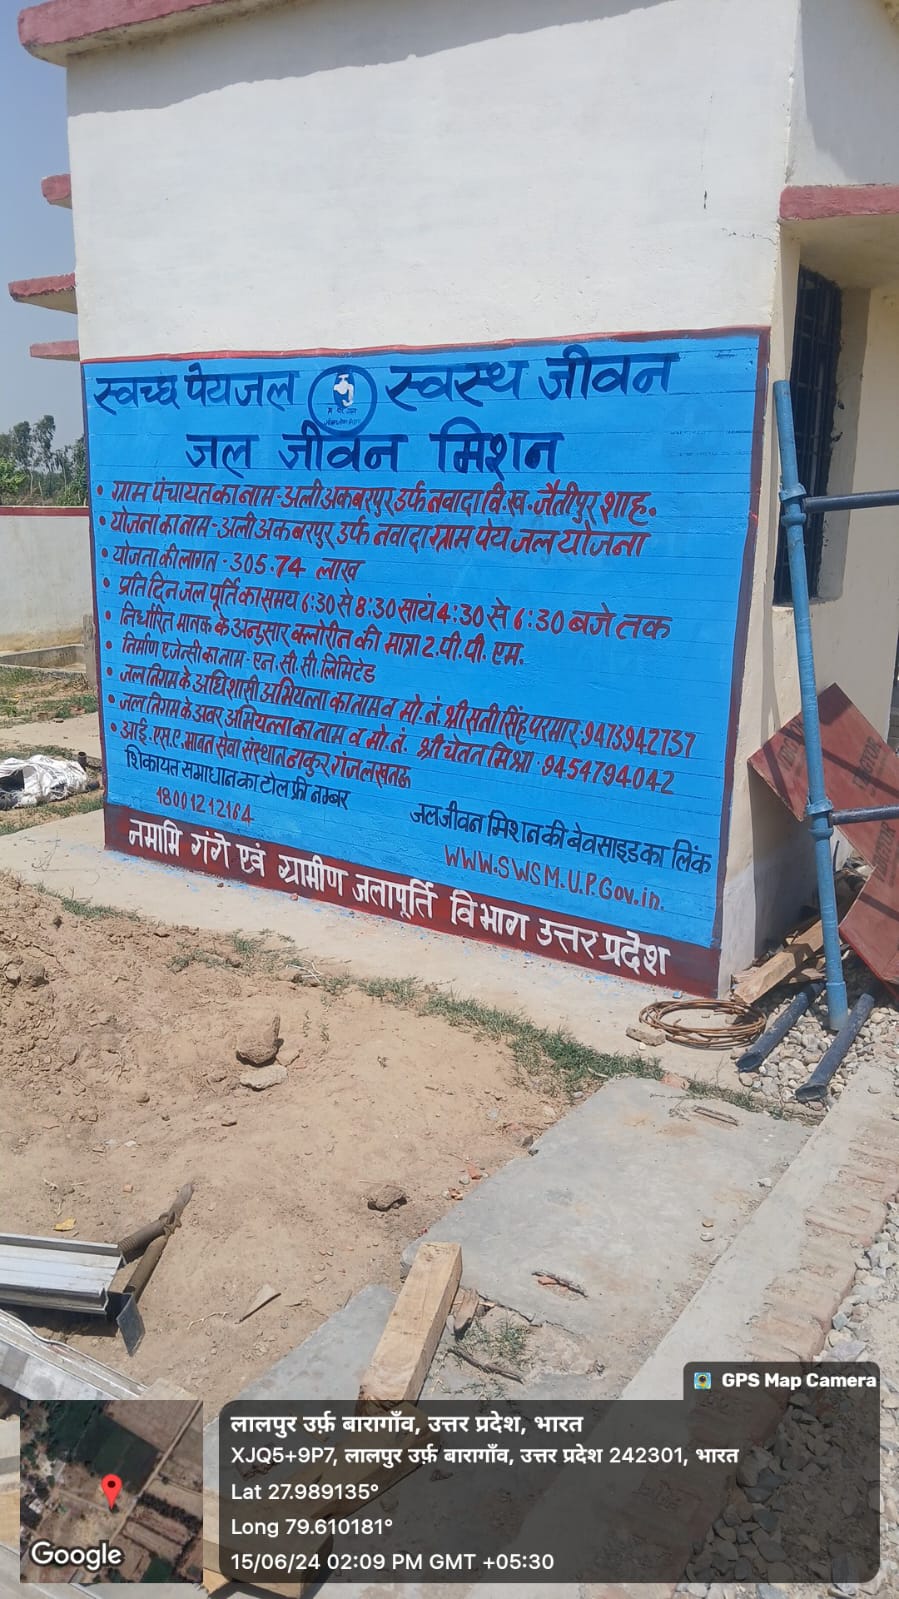 स्वच्छ पेयजल स्वस्थ जीवन
जल जीवन मिशन
• ग्राम पंचायत का नाम - अली अकबरपुर उर्फ नवादा वि.ख. जैतीपुर शाह.
• योजना का नाम - अली अकबरपुर उर्फ नवादा ग्राम पेय जल योजना
• योजना की लागत - 305.74 लाख
• प्रति दिन जल पूर्ति का समय 6:30 से 8:30 सायं 4:30 से 6:30 बजे तक
• निर्धारित मानक के अनुसार क्लोरीन की मात्रा 2. पी.पी. एम.
• निर्माण एजेन्सी का नाम - एन. सी. सी. लिमिटेड
• जल निगम के अधिशासी अभियन्ता का नाम व मो. नं. श्री सती सिंह परमार. 9473942737
• जल निगम के अवर अभियन्ता का नाम व मो. नं. श्री चेतन मिश्रा. 9454794042
• आई. एस. ए. मानव सेवा संस्थान ठाकुर गंज लखनऊ
शिकायत समाधान का टोल फ्री नम्बर
18001212164
जल जीवन मिशन की बेवसाइड का लिंक
WWW.SWSM.U.P.Gov.in.
नमामि गंगे एवं ग्रामीण जलापूर्ति विभाग उत्तर प्रदेश
GPS Map Camera
लालपुर उर्फ़ बारागाँव, उत्तर प्रदेश, भारत
XJQ5+9P7, लालपुर उर्फ़ बारागाँव, उत्तर प्रदेश 242301, भारत
Lat 27.989135°
Long 79.610181°
15/06/24 02:09 PM GMT +05:30
Google